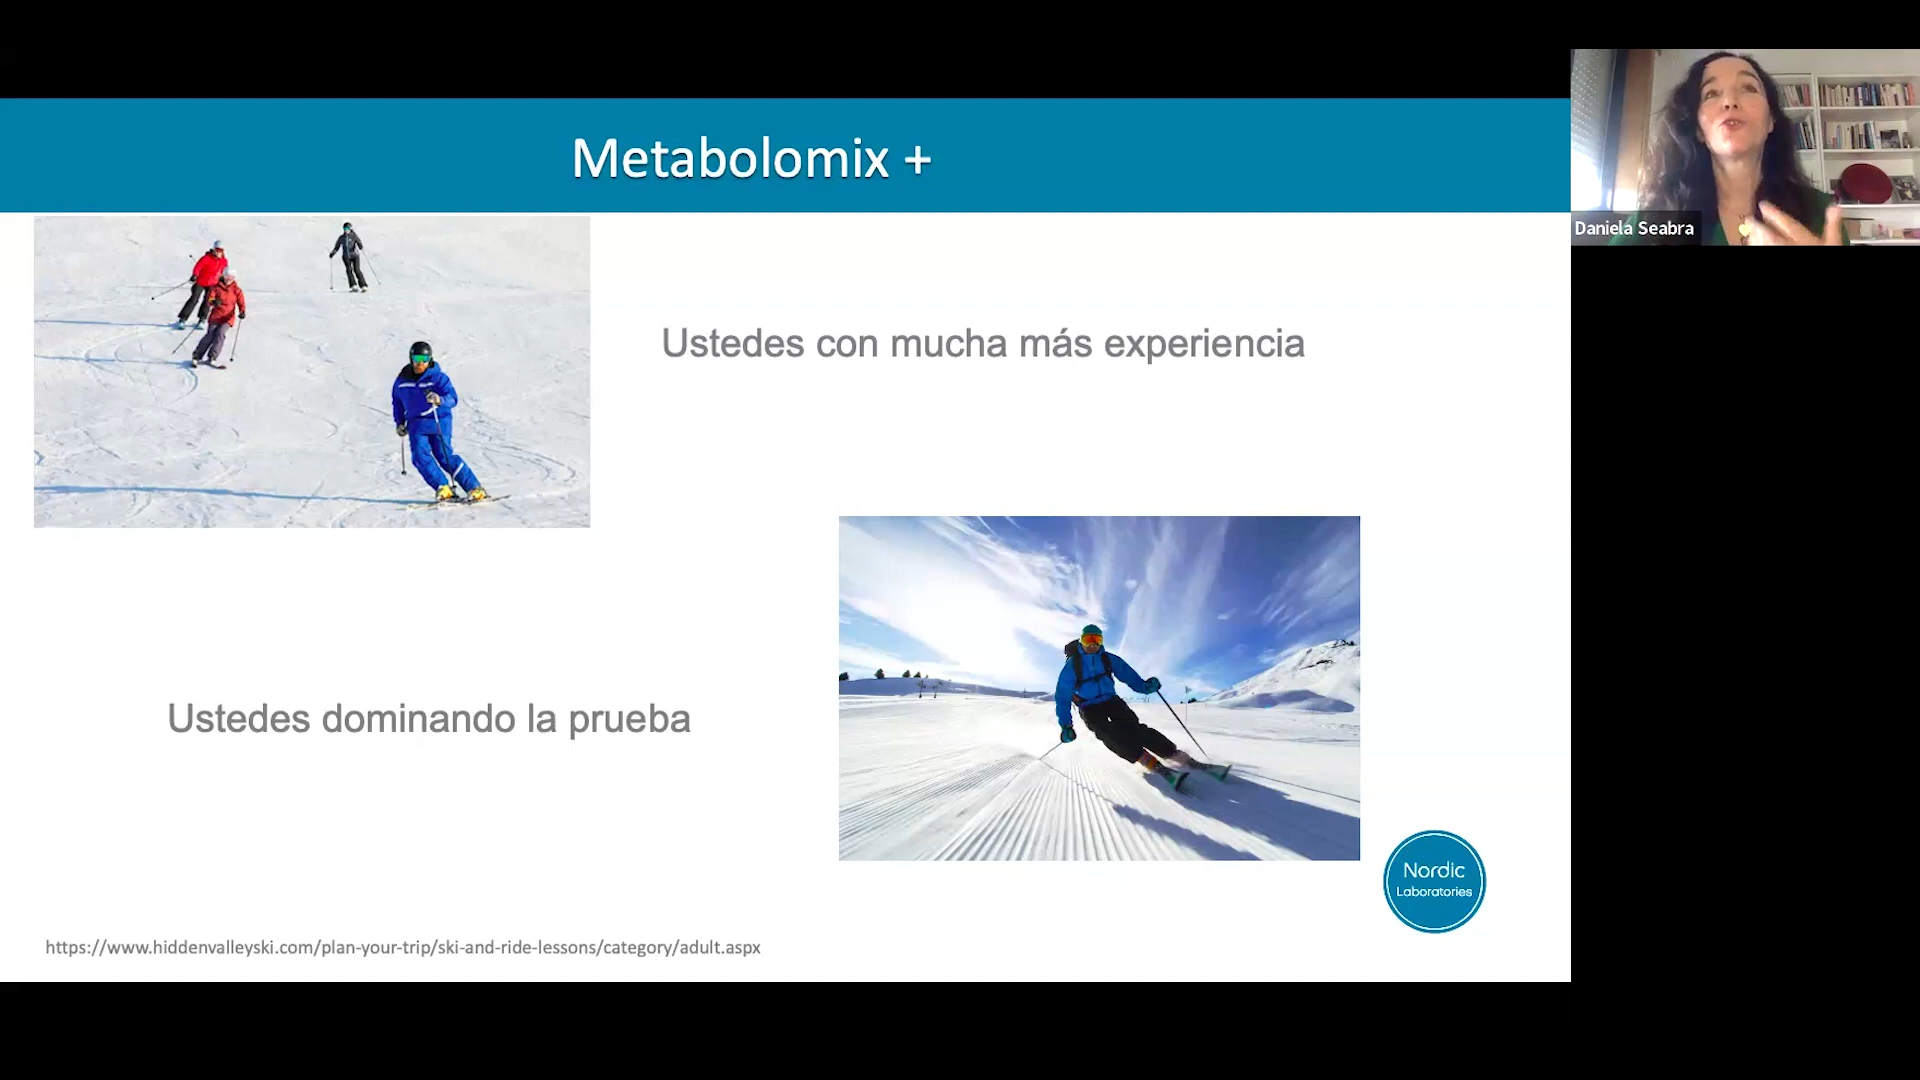 Metabolomix +
Daniela Seabra
Ustedes con mucha más experiencia
Ustedes dominando la prueba
Nordic
Laboratories
https://www.hiddenvalleyski.com/plan-your-trip/ski-and-ride-lessons/category/adult.aspx